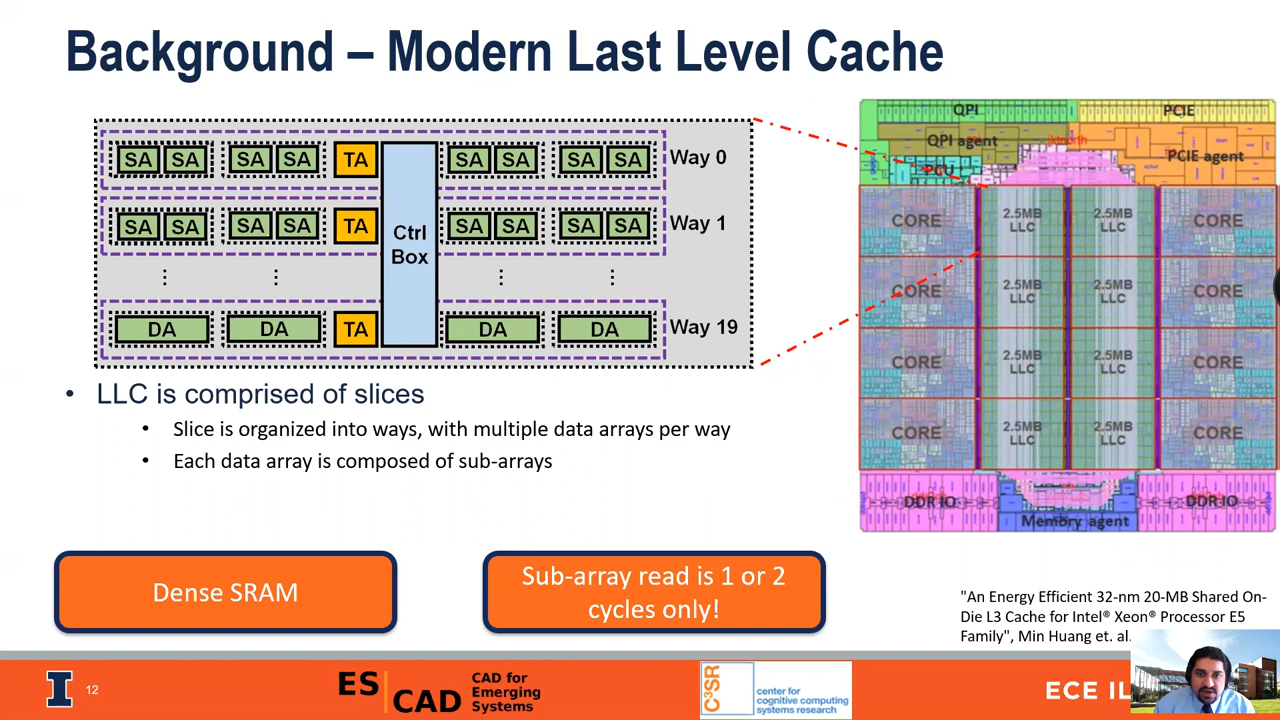 Background – Modern Last Level Cache
SA SA SA SA TA SA SA SA SA Way 0
SA SA SA SA TA SA SA SA SA Way 1
Ctrl
Box
DA DA TA DA DA Way 19
QPI PCIE
QPI agent
PCIE agent
PCU
CORE 2.5MB LLC 2.5MB LLC CORE
CORE 2.5MB LLC 2.5MB LLC CORE
CORE 2.5MB LLC 2.5MB LLC CORE
CORE 2.5MB LLC 2.5MB LLC CORE
DDR IO DDR IO
Memory agent
• LLC is comprised of slices
• Slice is organized into ways, with multiple data arrays per way
• Each data array is composed of sub-arrays
Dense SRAM
Sub-array read is 1 or 2
cycles only!
"An Energy Efficient 32-nm 20-MB Shared On-
Die L3 Cache for Intel® Xeon® Processor E5
Family", Min Huang et. al.
I 12
ES CAD
CAD for
Emerging
Systems
C³SR
center for
cognitive computing
systems research
ECE IL